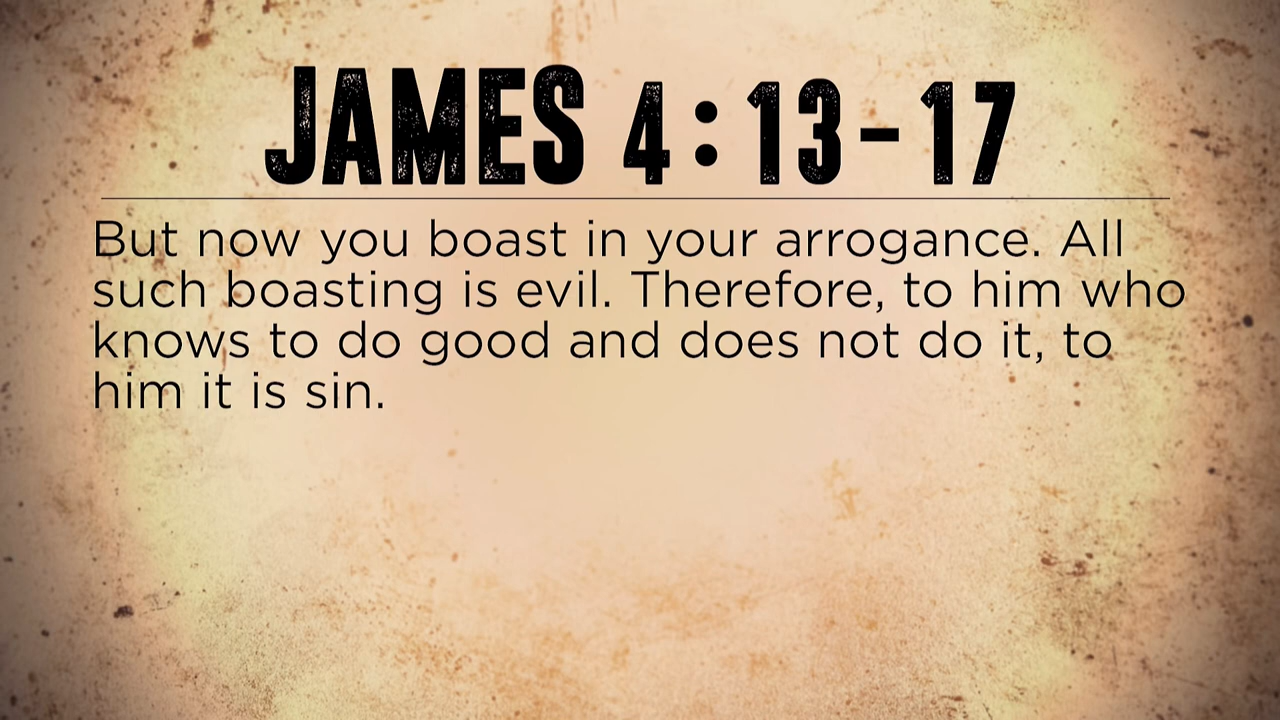 JAMES 4:13-17
But now you boast in your arrogance. All
such boasting is evil. Therefore, to him who
knows to do good and does not do it, to
him it is sin.